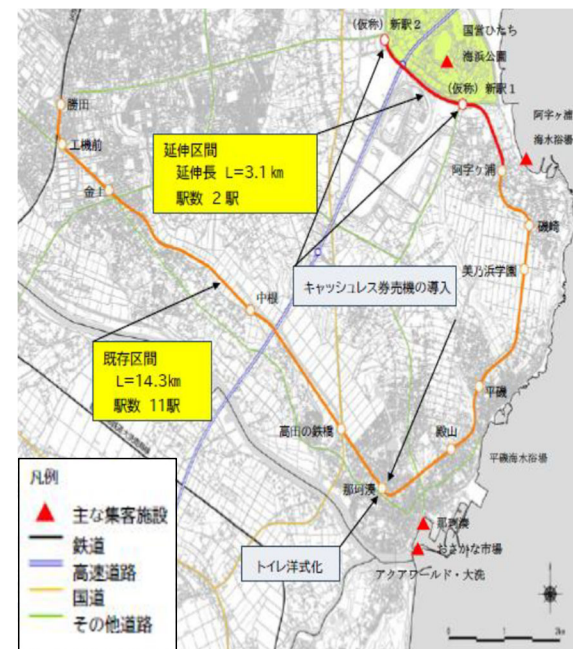 (仮称)新駅2
国営ひたち
海浜公園
(仮称)新駅1
勝田
阿字ヶ浦
海水浴場
工機前
延伸区間
延伸長 L=3.1km
駅数 2駅
阿字ヶ浦
金上
磯崎
美乃浜学園
キャッシュレス券売機の導入
中根
既存区間
L=14.3km
駅数 11駅
平磯
高田の鉄橋
殿山
平磯海水浴場
凡例
主な集客施設
鉄道
高速道路
国道
その他道路
那珂湊
那珂湊
おさかな市場
トイレ洋式化
アクアワールド・大洗